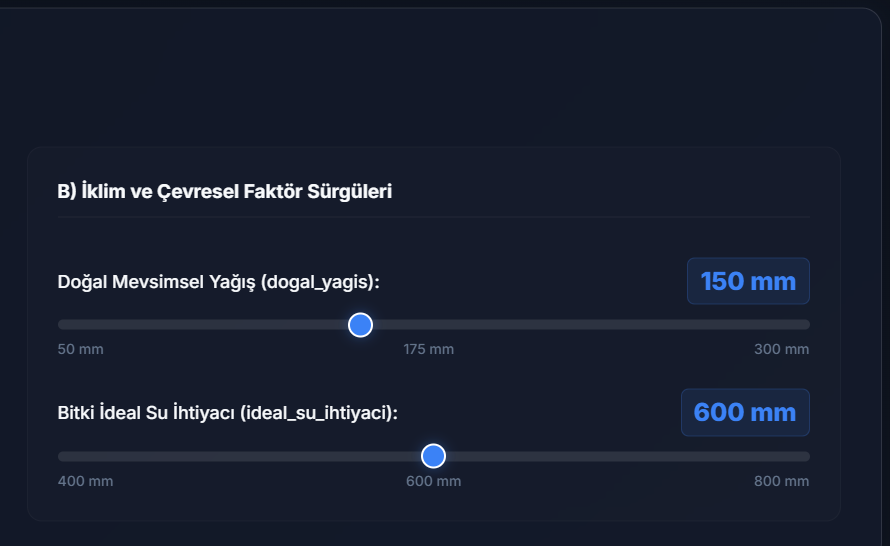 B) İklim ve Çevresel Faktör Sürgüleri
Doğal Mevsimsel Yağış (dogal_yagis):
150 mm
50 mm
175 mm
300 mm
Bitki İdeal Su İhtiyacı (ideal_su_ihtiyaci):
600 mm
400 mm
600 mm
800 mm